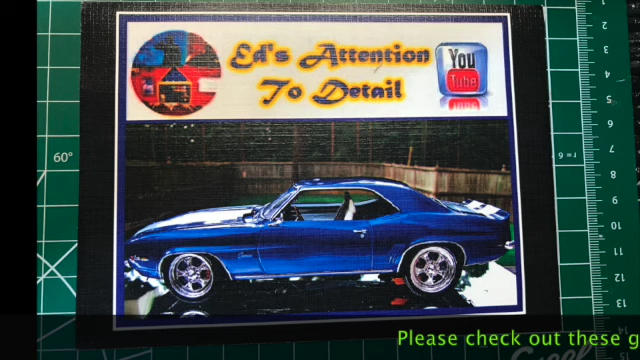 Ed's Attention
To Detail
You
Tube
60°
Please check out these g